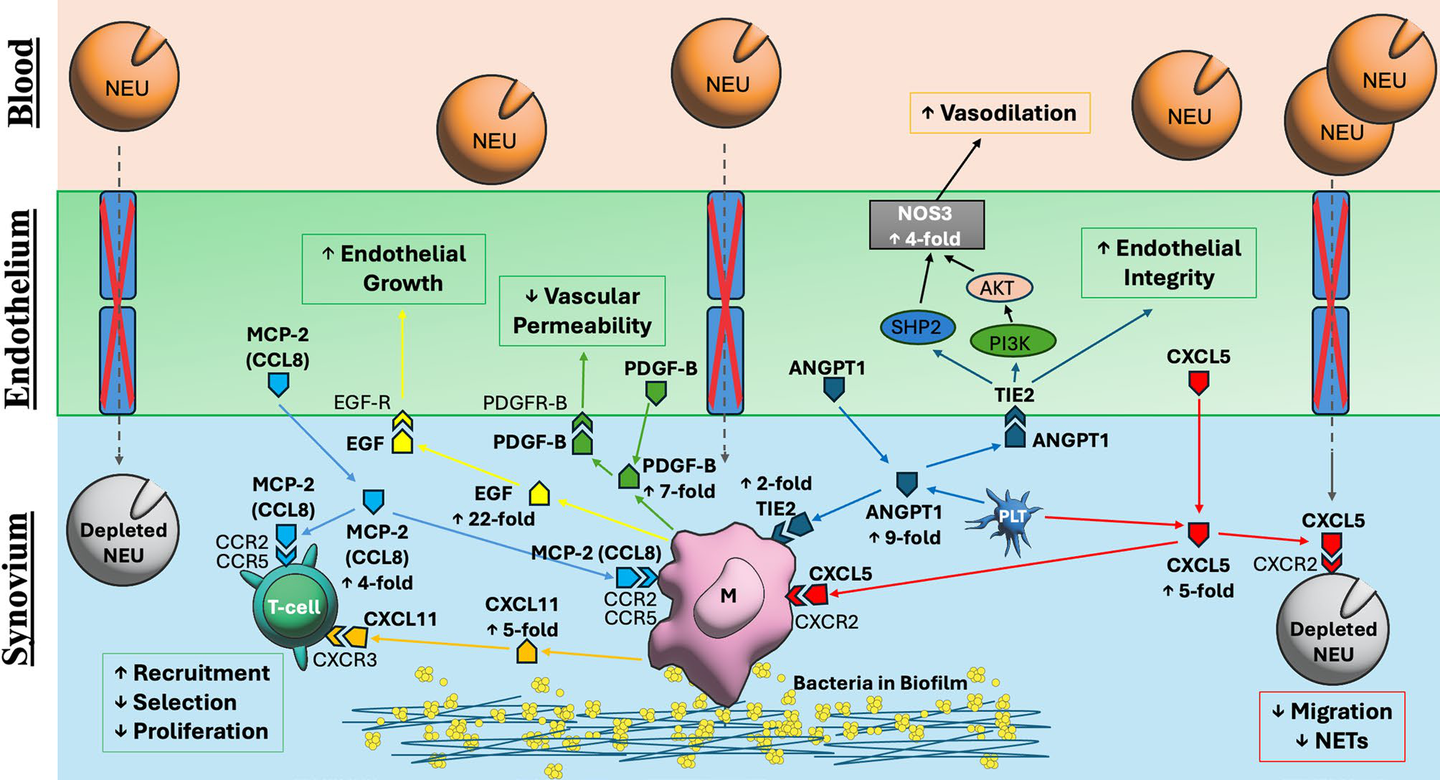 Blood
Endothelium
Synovium
NEU
NEU
NEU
NEU
NEU
NEU
↑ Vasodilation
NOS3
↑ 4-fold
↑ Endothelial
Growth
↓ Vascular
Permeability
↑ Endothelial
Integrity
AKT
SHP2
PI3K
TIE2
MCP-2
(CCL8)
PDGF-B
ANGPT1
CXCL5
EGF-R
EGF
PDGFR-B
PDGF-B
ANGPT1
Depleted
NEU
MCP-2
(CCL8)
CCR2
CCR5
MCP-2
(CCL8)
↑ 4-fold
EGF
↑ 22-fold
PDGF-B
↑ 7-fold
↑ 2-fold
TIE2
ANGPT1
↑ 9-fold
PLT
CXCL5
↑ 5-fold
CXCL5
CXCR2
Depleted
NEU
MCP-2 (CCL8)
CCR2
CCR5
M
CXCL5
CXCR2
T-cell
CXCL11
CXCR3
CXCL11
↑ 5-fold
↑ Recruitment
↓ Selection
↓ Proliferation
Bacteria in Biofilm
↓ Migration
↓ NETs